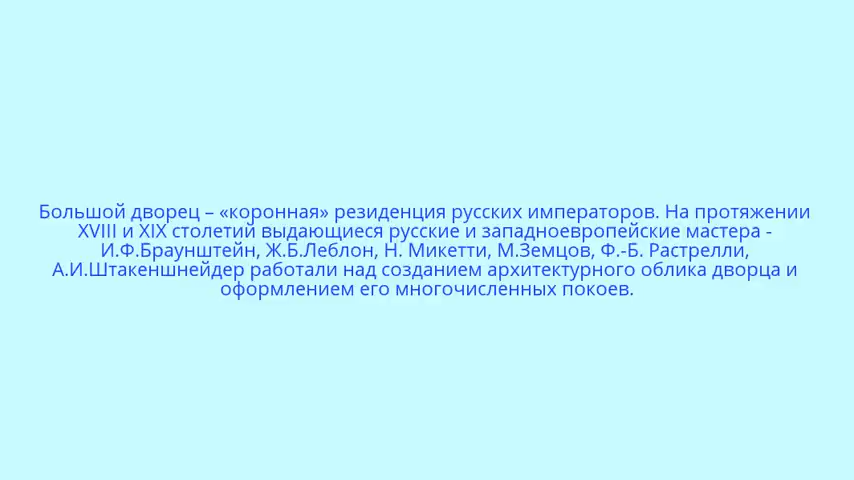 Большой дворец – «коронная» резиденция русских императоров. На протяжении
XVIII и XIX столетий выдающиеся русские и западноевропейские мастера -
И.Ф.Браунштейн, Ж.Б.Леблон, Н. Микетти, М.Земцов, Ф.-Б. Растрелли,
А.И.Штакеншнейдер работали над созданием архитектурного облика дворца и
оформлением его многочисленных покоев.